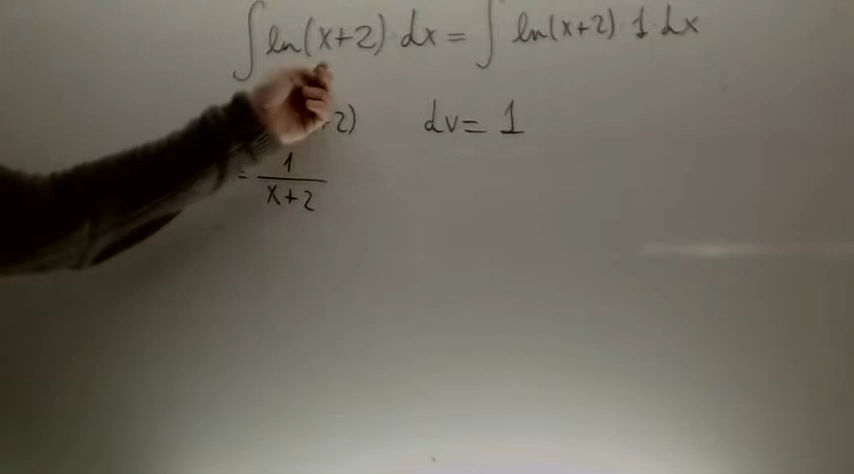 ∫ ln(x+2) · dx = ∫ ln(x+2) · 1 · dx
2) dv = 1
= 1/(x+2)